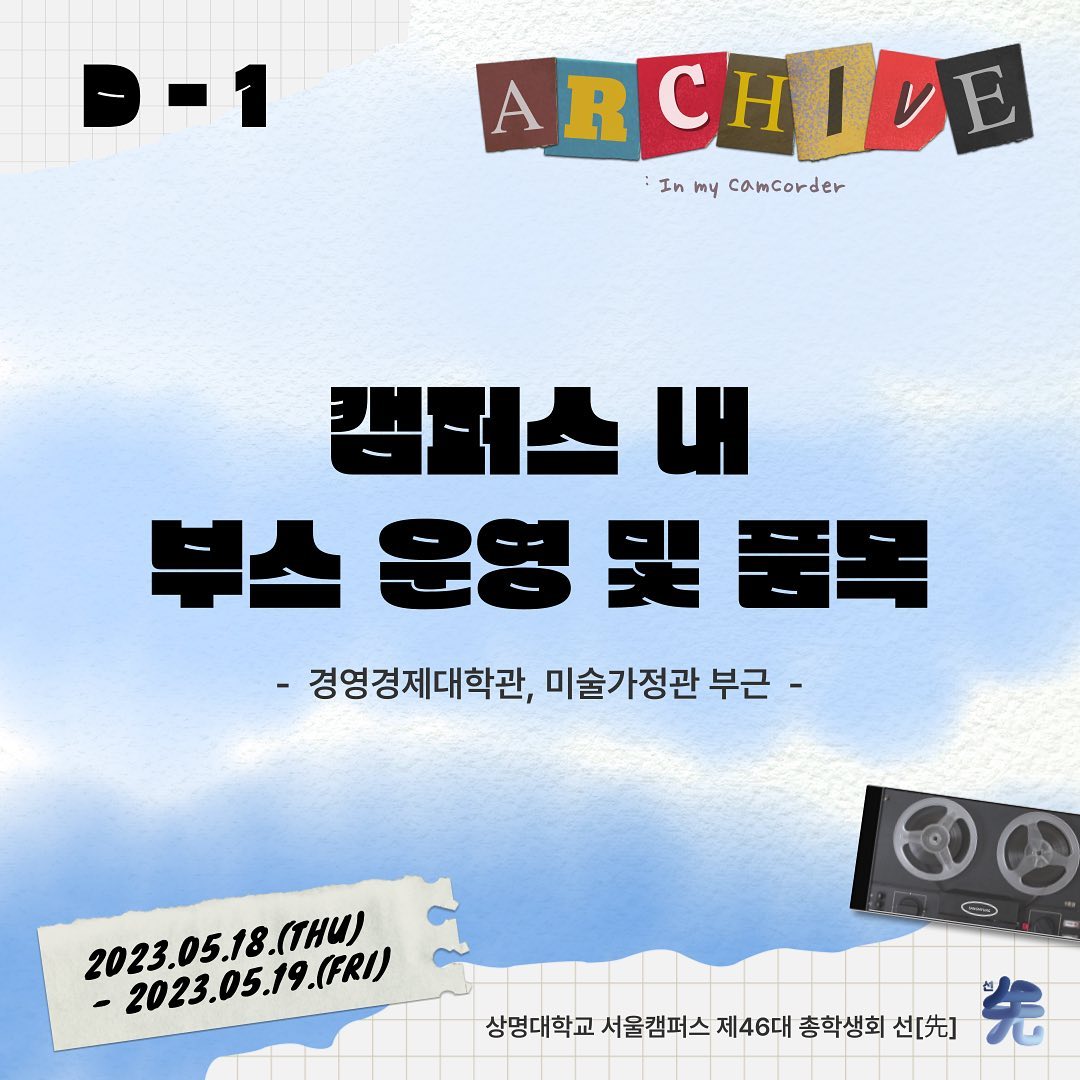 D-1
ARCHIVE
: In my Camcorder
캠퍼스 내
부스 운영 및 품목
- 경영경제대학관, 미술가정관 부근 -
2023.05.18.(THU)
- 2023.05.19.(FRI)
상명대학교 서울캠퍼스 제46대 총학생회 선[先]
선 先